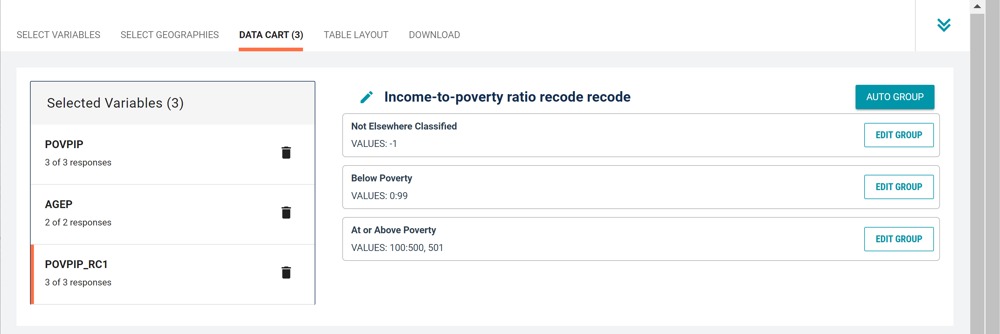 SELECT VARIABLES SELECT GEOGRAPHIES DATA CART (3) TABLE LAYOUT DOWNLOAD
Selected Variables (3)
POVPIP
3 of 3 responses
AGEP
2 of 2 responses
POVPIP_RC1
3 of 3 responses
Income-to-poverty ratio recode recode
AUTO GROUP
Not Elsewhere Classified
VALUES: -1
EDIT GROUP
Below Poverty
VALUES: 0:99
EDIT GROUP
At or Above Poverty
VALUES: 100:500, 501
EDIT GROUP